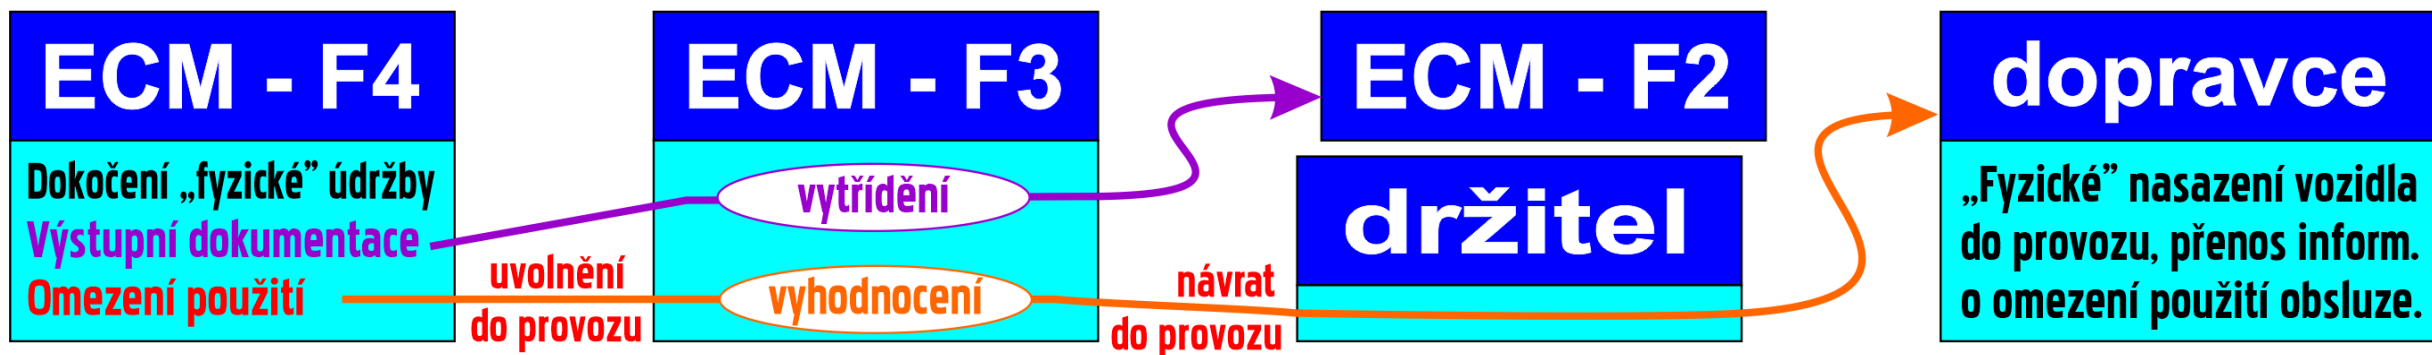 ECM - F4
Dokočení „fyzické” údržby
Výstupní dokumentace
Omezení použití
uvolnění
do provozu
ECM - F3
vytřídění
vyhodnocení
návrat
do provozu
ECM - F2
držitel
dopravce
„Fyzické” nasazení vozidla
do provozu, přenos inform.
o omezení použití obsluze.